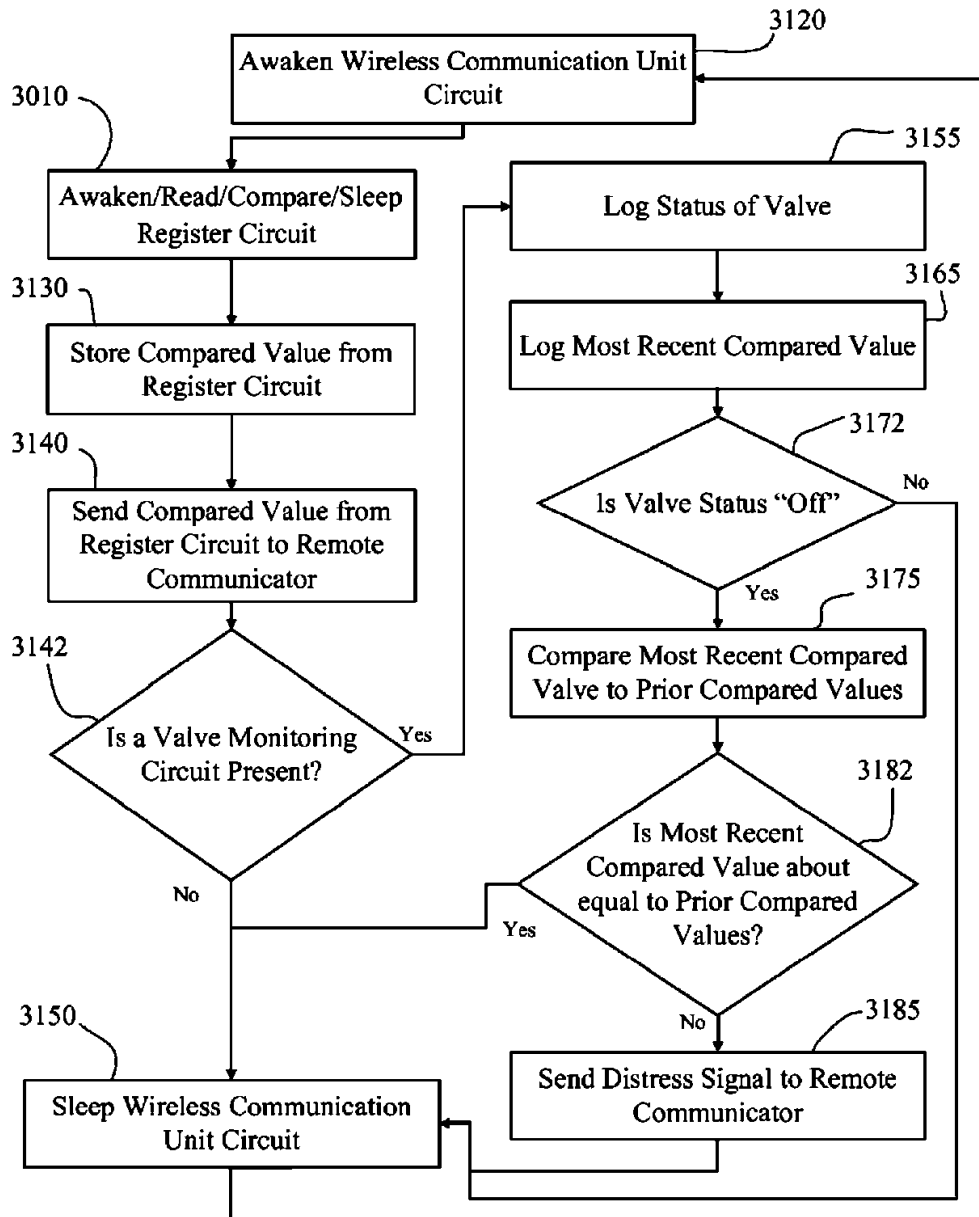 3120
Awaken Wireless Communication Unit
Circuit
3010
Awaken/Read/Compare/Sleep
Register Circuit
3130
Store Compared Value from
Register Circuit
3140
Send Compared Value from
Register Circuit to Remote
Communicator
3142
Is a Valve Monitoring
Circuit Present?
Yes
No
3150
Sleep Wireless Communication
Unit Circuit
3155
Log Status of Valve
3165
Log Most Recent Compared Value
3172
Is Valve Status “Off”
No
Yes
3175
Compare Most Recent Compared
Valve to Prior Compared Values
3182
Is Most Recent
Compared Value about
equal to Prior Compared
Values?
Yes
No
3185
Send Distress Signal to Remote
Communicator